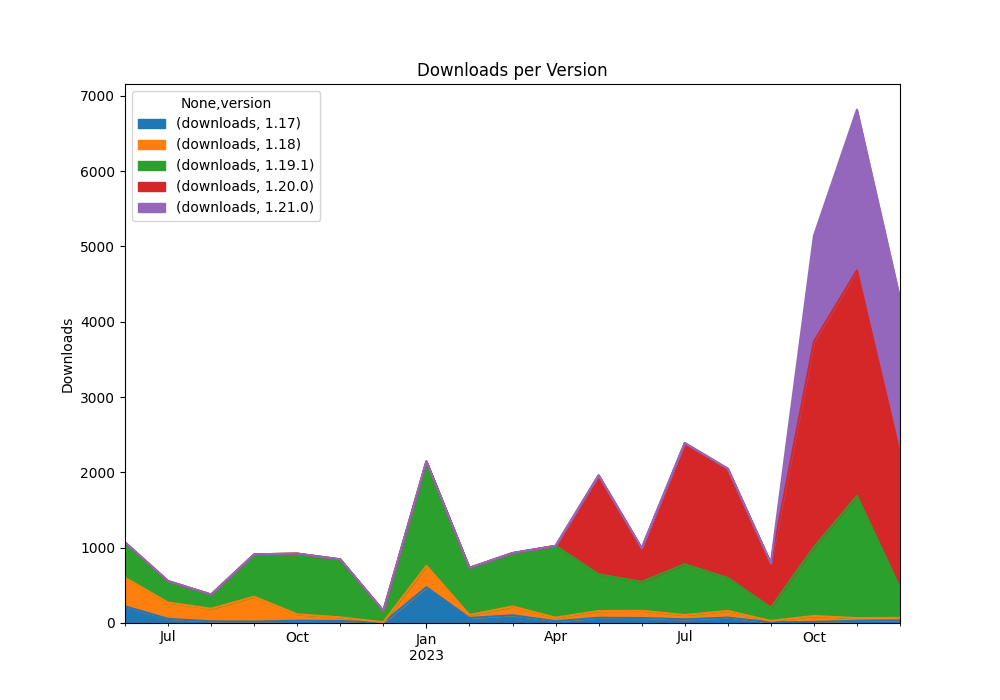 Downloads per Version
7000
6000
5000
4000
3000
2000
1000
0
Downloads
None,version
(downloads, 1.17)
(downloads, 1.18)
(downloads, 1.19.1)
(downloads, 1.20.0)
(downloads, 1.21.0)
Jul
Oct
Jan
2023
Apr
Jul
Oct